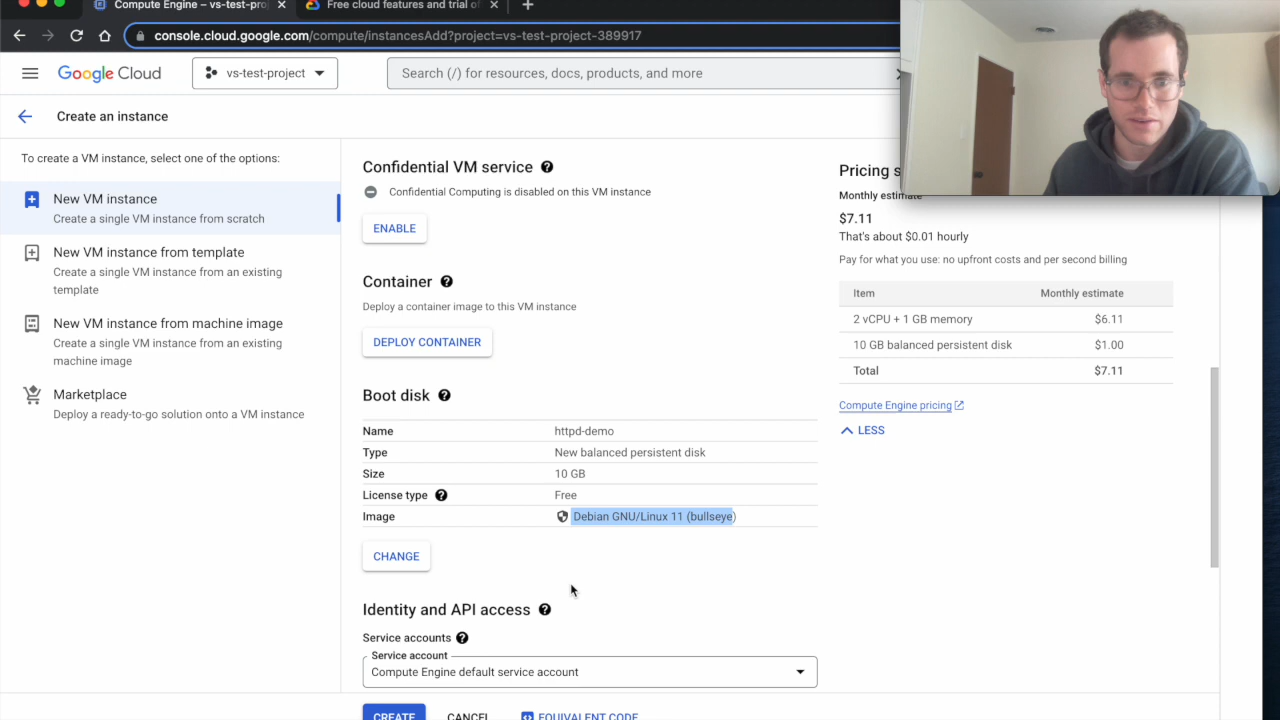 Compute Engine – vs-test-proj
Free cloud features and trial of
console.cloud.google.com/compute/instancesAdd?project=vs-test-project-389917
Google Cloud
vs-test-project
Search (/) for resources, docs, products, and more
Create an instance
To create a VM instance, select one of the options:
New VM instance
Create a single VM instance from scratch
New VM instance from template
Create a single VM instance from an existing
template
New VM instance from machine image
Create a single VM instance from an existing
machine image
Marketplace
Deploy a ready-to-go solution onto a VM instance
Confidential VM service
Confidential Computing is disabled on this VM instance
ENABLE
Container
Deploy a container image to this VM instance
DEPLOY CONTAINER
Boot disk
Name httpd-demo
Type New balanced persistent disk
Size 10 GB
License type Free
Image Debian GNU/Linux 11 (bullseye)
CHANGE
Identity and API access
Service accounts
Service account
Compute Engine default service account
CREATE CANCEL EQUIVALENT CODE
Pricing s
Monthly estimate
$7.11
That's about $0.01 hourly
Pay for what you use: no upfront costs and per second billing
Item Monthly estimate
2 vCPU + 1 GB memory $6.11
10 GB balanced persistent disk $1.00
Total $7.11
Compute Engine pricing
LESS